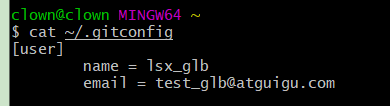 clown@clown MINGW64 ~
$ cat ~/.gitconfig
[user]
        name = lsx_glb
        email = test_glb@atguigu.com